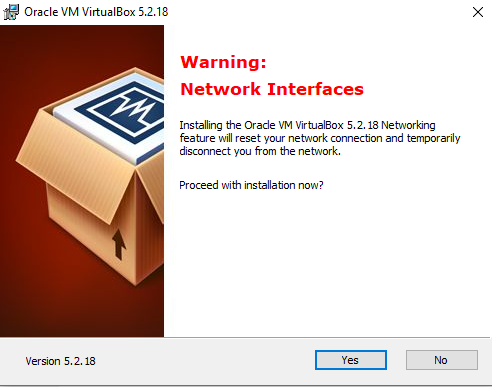 Oracle VM VirtualBox 5.2.18
Warning:
Network Interfaces
Installing the Oracle VM VirtualBox 5.2.18 Networking
feature will reset your network connection and temporarily
disconnect you from the network.
Proceed with installation now?
Version 5.2.18
Yes
No